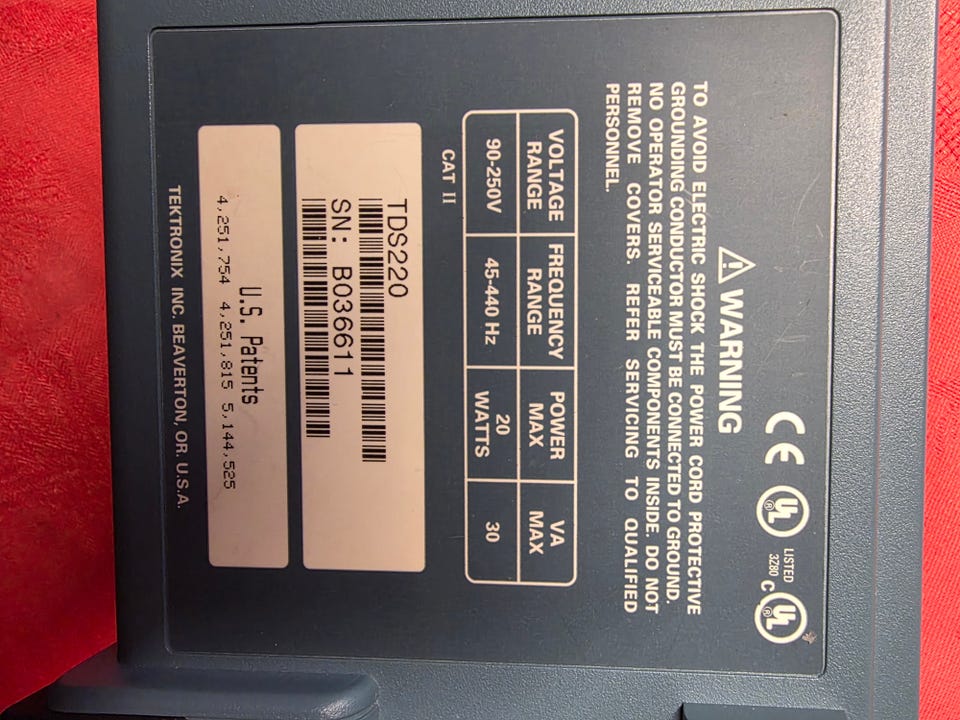 CE UL ® LISTED 3Z80 C UL ®
WARNING
TO AVOID ELECTRIC SHOCK THE POWER CORD PROTECTIVE
GROUNDING CONDUCTOR MUST BE CONNECTED TO GROUND.
NO OPERATOR SERVICEABLE COMPONENTS INSIDE. DO NOT
REMOVE COVERS. REFER SERVICING TO QUALIFIED
PERSONNEL.
VOLTAGE RANGE FREQUENCY RANGE POWER MAX VA MAX
90-250V 45-440 Hz 20 WATTS 30
CAT II
TDS220
SN: B036611
U.S. Patents
4,251,754 4,251,815 5,144,525
TEKTRONIX INC. BEAVERTON, OR. U.S.A.